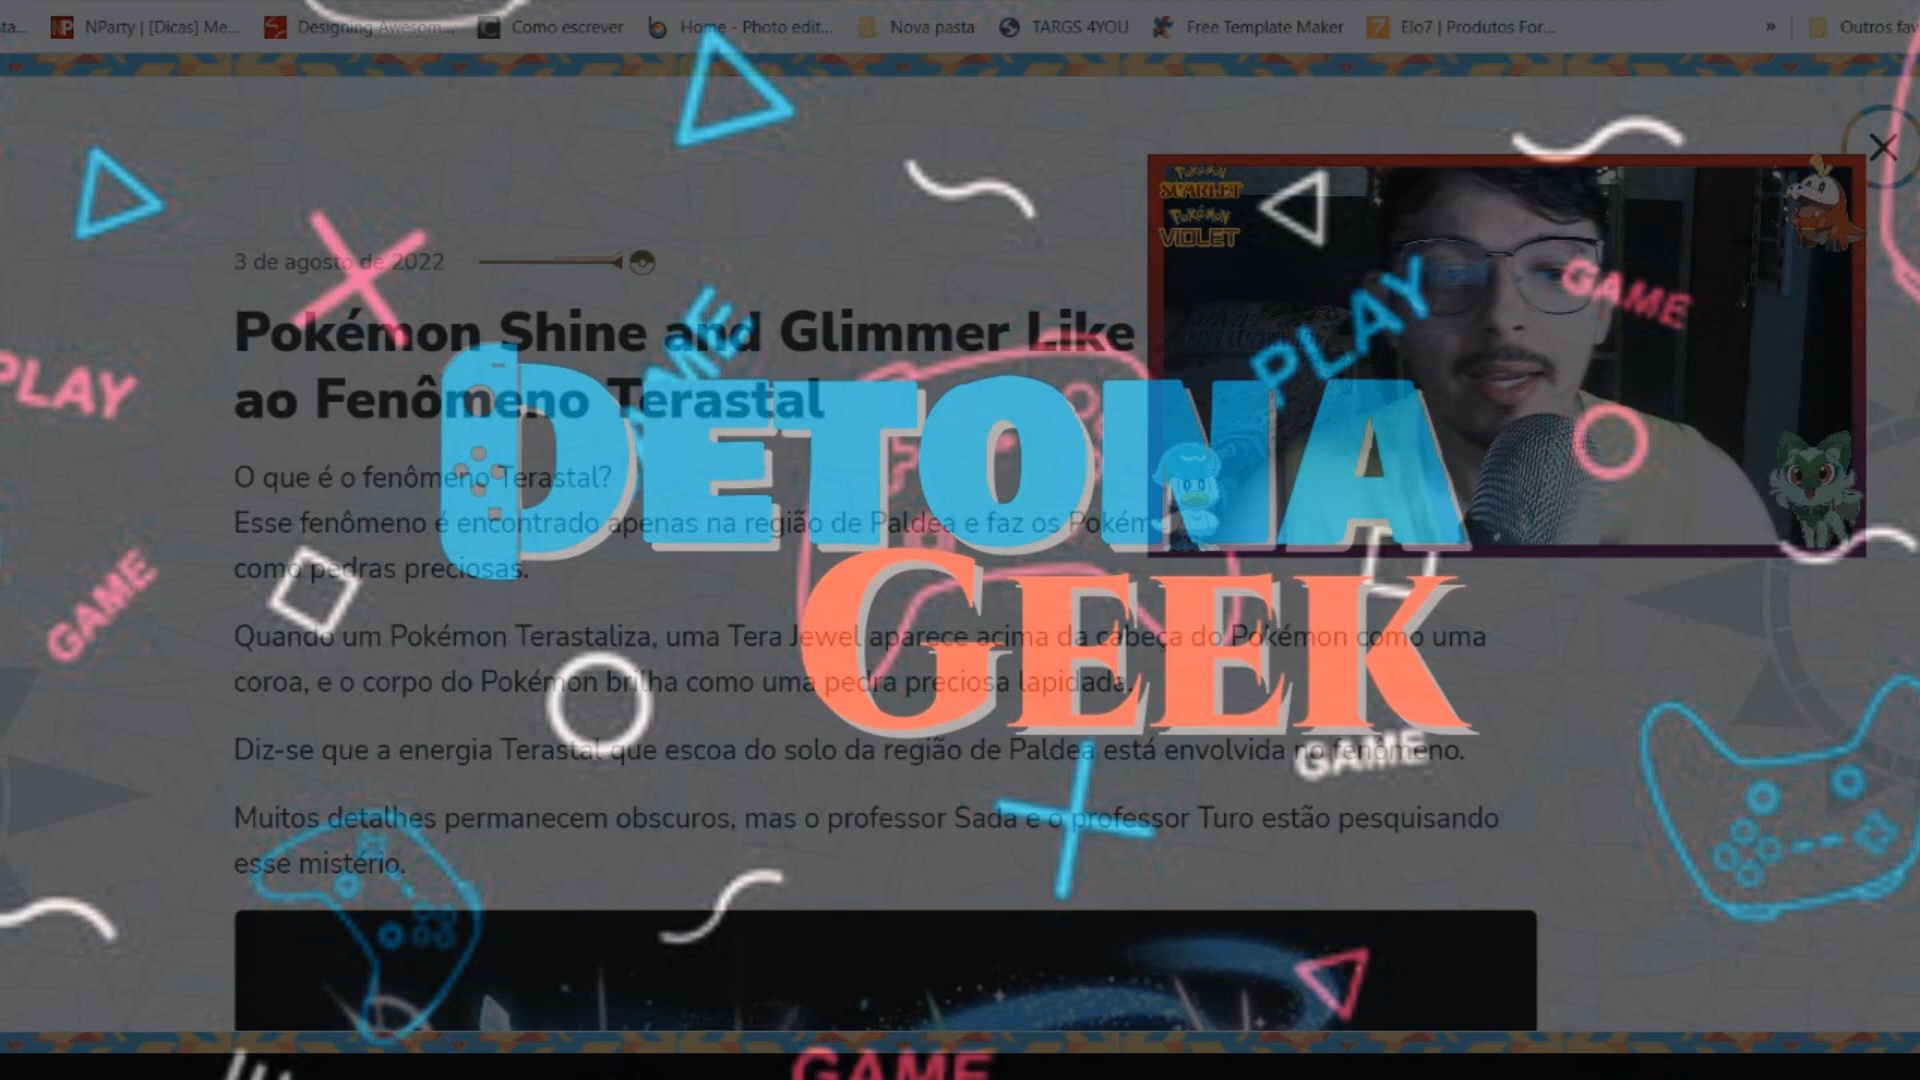 NParty | [Dicas] Me...
Designing Awesom...
Como escrever
Home - Photo edit...
Nova pasta
TARGS 4YOU
Free Template Maker
Elo7 | Produtos For...
»
Outros fav
POKÉMON
SCARLET
POKÉMON
VIOLET
3 de agosto de 2022
PLAY
GAME
Pokémon Shine and Glimmer Like
ao Fenômeno Terastal
PLAY
DETONA
GEEK
O que é o fenômeno Terastal?
Esse fenômeno é encontrado apenas na região de Paldea e faz os Pokém
como pedras preciosas.
GAME
Quando um Pokémon Terastaliza, uma Tera Jewel aparece acima da cabeça do Pokémon como uma
coroa, e o corpo do Pokémon brilha como uma pedra preciosa lapidada.
Diz-se que a energia Terastal que escoa do solo da região de Paldea está envolvida no fenômeno.
GAME
Muitos detalhes permanecem obscuros, mas o professor Sada e o professor Turo estão pesquisando
esse mistério.
GAME